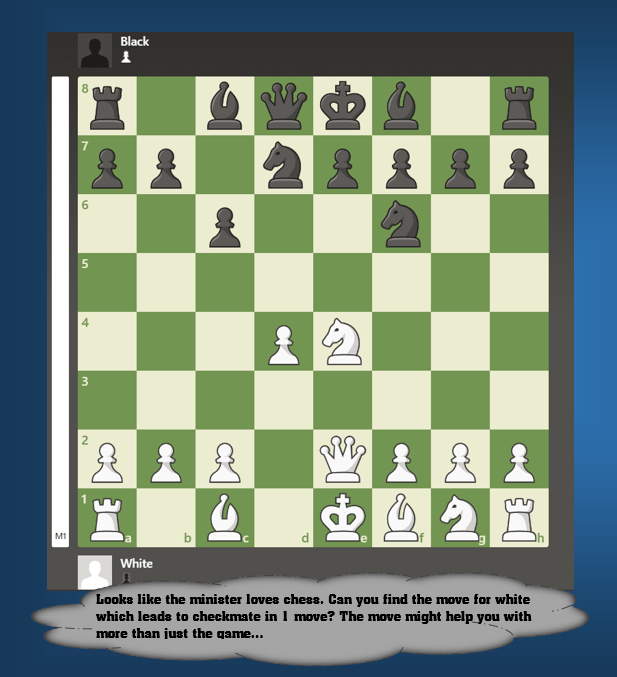 Black
8
7
6
5
4
3
2
1
a b c d e f g h
M1
White
Looks like the minister loves chess. Can you find the move for white
which leads to checkmate in 1 move? The move might help you with
more than just the game...